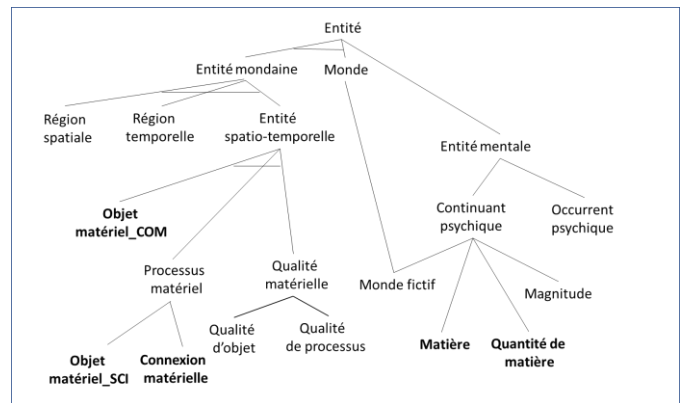 Entité
Entité mondaine
Monde
Région
spatiale
Région
temporelle
Entité
spatio-temporelle
Entité mentale
Objet
matériel_COM
Continuant
psychique
Occurrent
psychique
Processus
matériel
Qualité
matérielle
Monde fictif
Magnitude
Qualité
d'objet
Qualité
de processus
Matière
Quantité de
matière
Objet
matériel_SCI
Connexion
matérielle